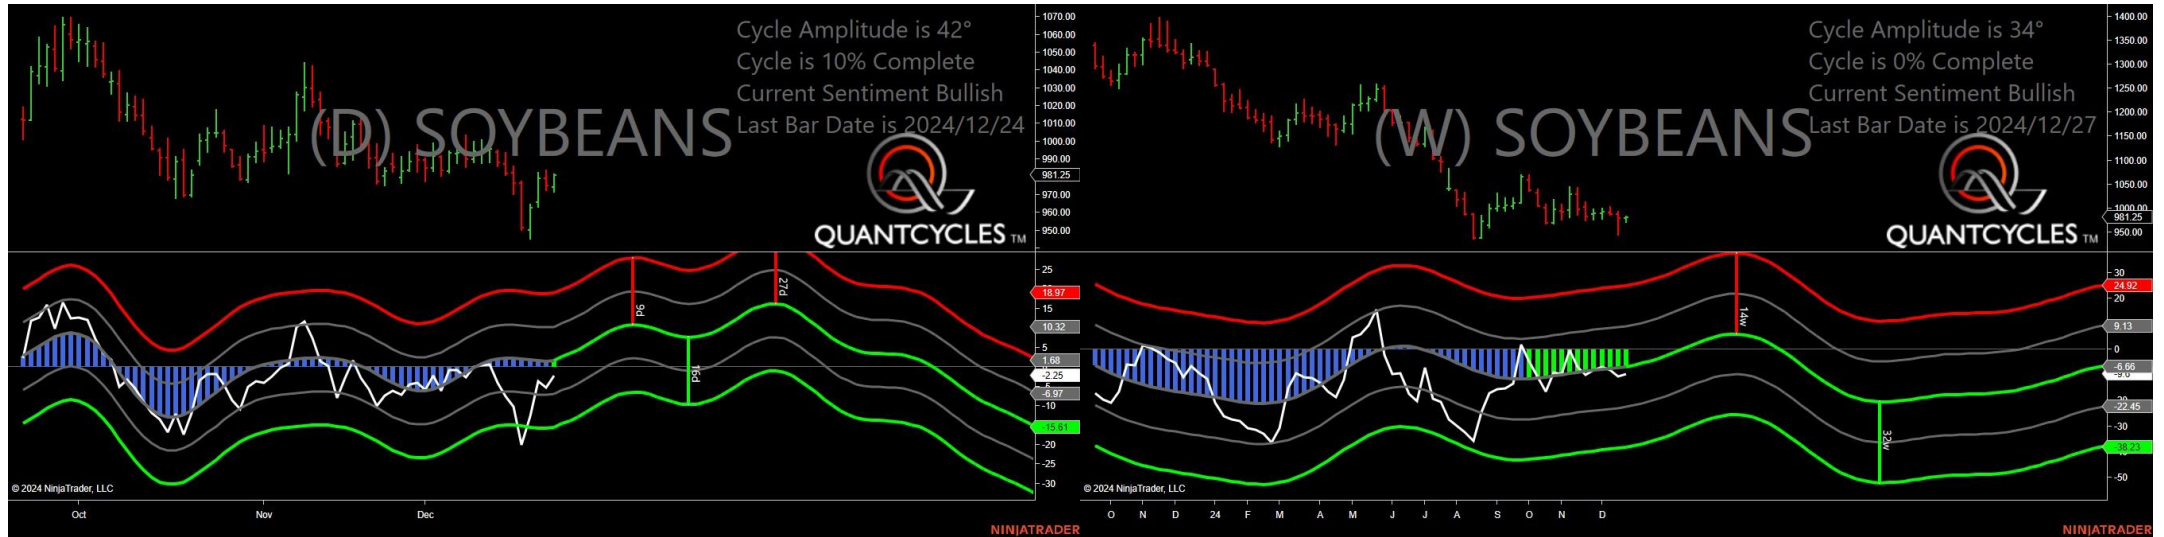 Cycle Amplitude is 42°
Cycle is 10% Complete
Current Sentiment Bullish
Last Bar Date is 2024/12/24
(D) SOYBEANS
QUANTCYCLES TM
1070.00
1060.00
1050.00
1040.00
1030.00
1020.00
1010.00
1000.00
990.00
981.25
970.00
960.00
950.00
25
18.97
15
10.32
5
1.68
-2.25
-6.97
-10
-15.61
-20
-25
-30
9d
16d
27d
© 2024 NinjaTrader, LLC
Oct Nov Dec
NINJATRADER
Cycle Amplitude is 34°
Cycle is 0% Complete
Current Sentiment Bullish
Last Bar Date is 2024/12/27
(W) SOYBEANS
QUANTCYCLES TM
1400.00
1350.00
1300.00
1250.00
1200.00
1150.00
1100.00
1050.00
1000.00
981.25
950.00
30
24.92
20
9.13
0
-6.66
-22.45
-30
-38.23
-50
14w
32w
© 2024 NinjaTrader, LLC
O N D 24 F M A M J J A S O N D
NINJATRADER